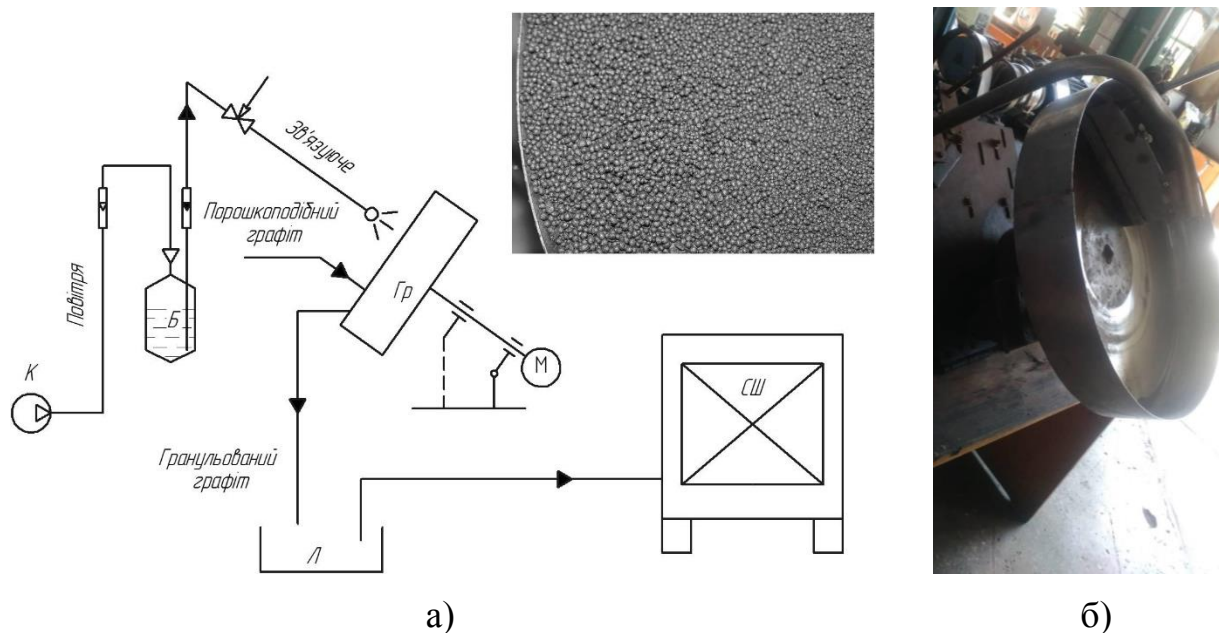 Зв'язуюче
Порошкоподібний
графіт
Повітря
Б
Гр
К
М
СШ
Гранульований
графіт
Л
а)
б)